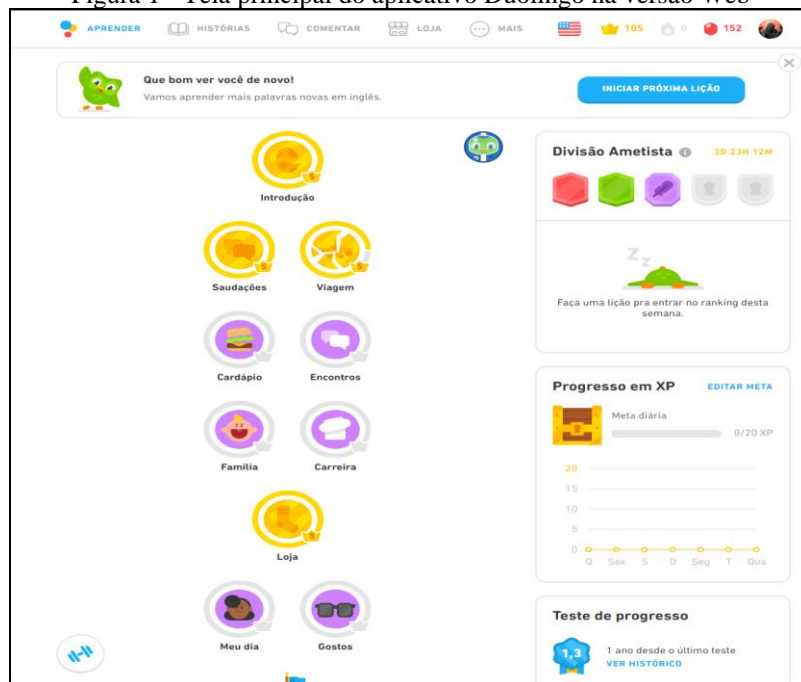 Figura 1 – Tela principal do aplicativo Duolingo na versão Web
APRENDER HISTÓRIAS COMENTAR LOJA MAIS 105 0 152
Que bom ver você de novo!
Vamos aprender mais palavras novas em inglês.
INICIAR PRÓXIMA LIÇÃO
5
Introdução
5
5
Saudações Viagem
Cardápio Encontros
Família Carreira
5
Loja
Meu dia Gostos
Divisão Ametista 3D 23H 12M
Z z
Faça uma lição pra entrar no ranking desta
semana.
Progresso em XP EDITAR META
Meta diária
0/20 XP
20
15
10
5
0
Q Sex S D Seg T Qua
Teste de progresso
1,3
1 ano desde o último teste
VER HISTÓRICO